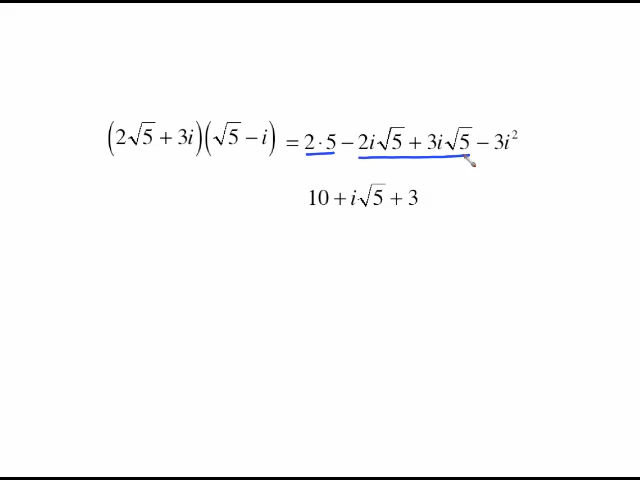 (2√5 + 3i)(√5 − i) = 2 · 5 − 2i√5 + 3i√5 − 3i²
10 + i√5 + 3